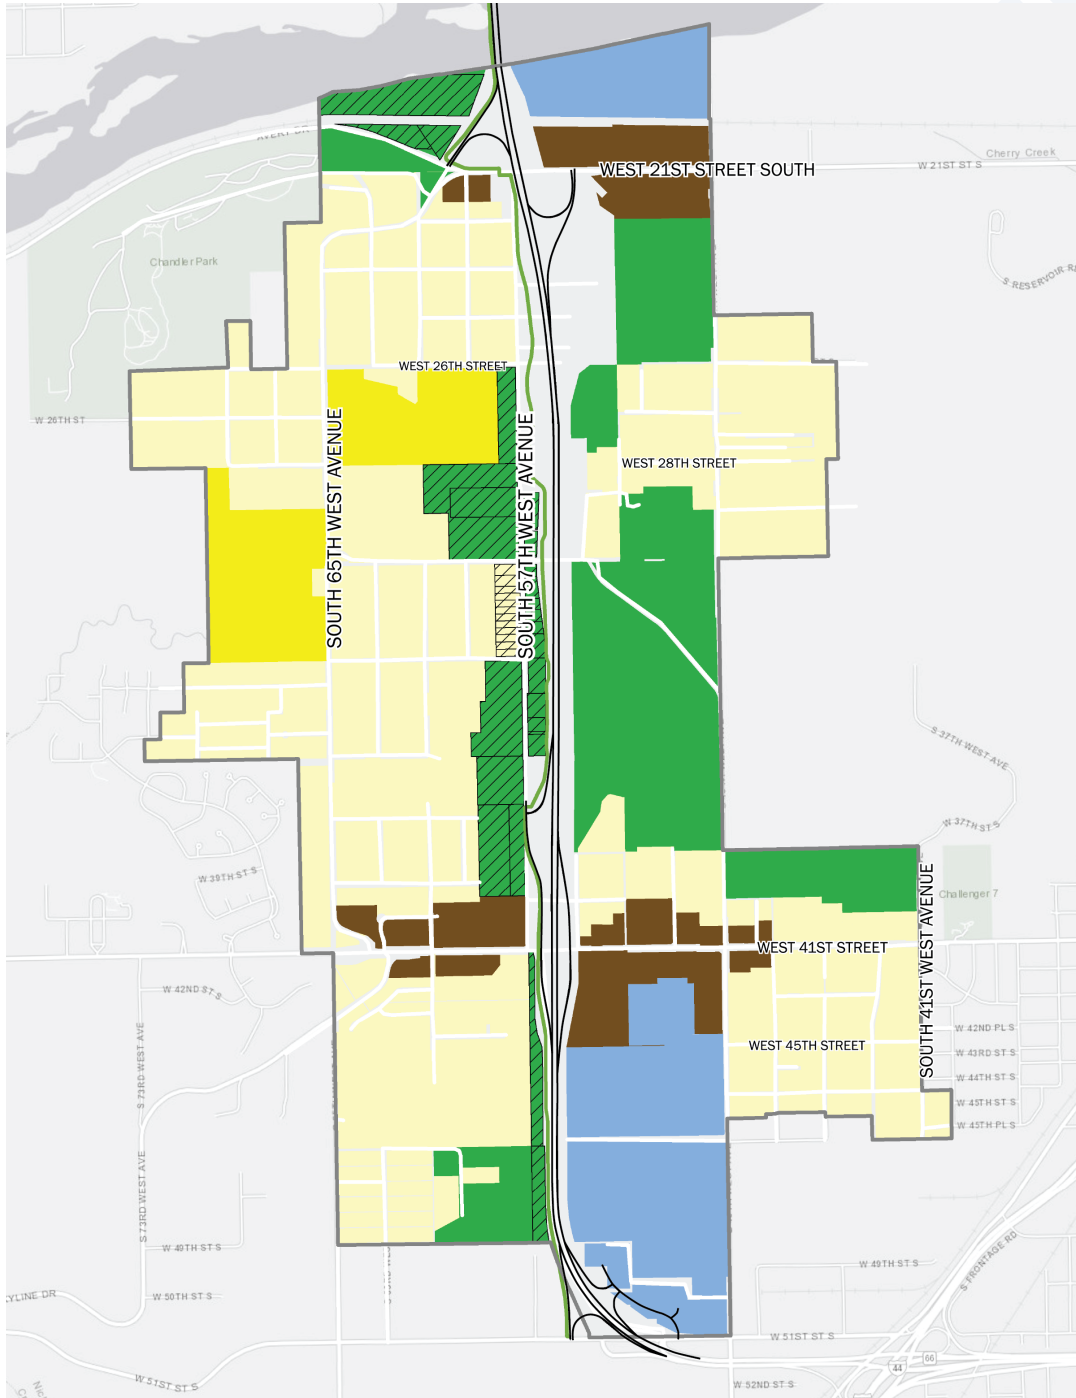 AVERY DR
Cherry Creek
WEST 21ST STREET SOUTH
W 21ST ST S
Chandler Park
S RESERVOIR R
WEST 26TH STREET
W 26TH ST
SOUTH 65TH WEST AVENUE
SOUTH 57TH WEST AVENUE
WEST 28TH STREET
S 37TH WEST AVE
W 37TH ST S
W 39TH ST S
Challenger 7
SOUTH 41ST WEST AVENUE
WEST 41ST STREET
W 42ND ST S
W 42ND PL S
WEST 45TH STREET
W 43RD ST S
S 73RD WEST AVE
W 44TH ST S
W 45TH ST S
W 45TH PL S
S 73RD WEST AVE
W 49TH ST S
W 49TH ST S
S FRONTAGE RD
KYLINE DR
W 50TH ST S
W 51ST ST S
66
44
W 51ST ST S
W 52ND ST S